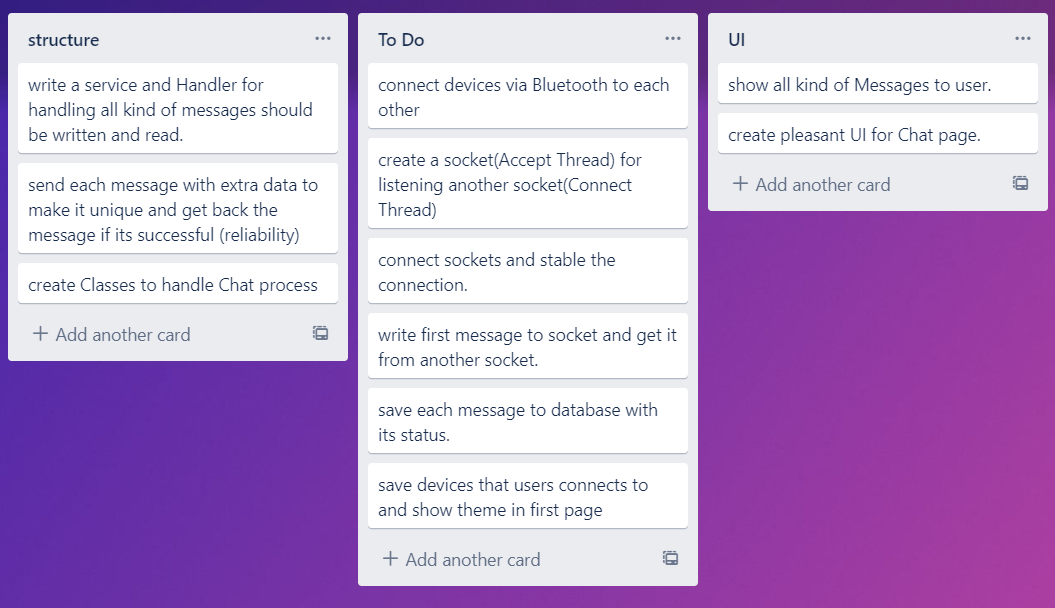 structure
write a service and Handler for
handling all kind of messages should
be written and read.
send each message with extra data to
make it unique and get back the
message if its successful (reliability)
create Classes to handle Chat process
+ Add another card
To Do
connect devices via Bluetooth to each
other
create a socket(Accept Thread) for
listening another socket(Connect
Thread)
connect sockets and stable the
connection.
write first message to socket and get it
from another socket.
save each message to database with
its status.
save devices that users connects to
and show theme in first page
+ Add another card
UI
show all kind of Messages to user.
create pleasant UI for Chat page.
+ Add another card